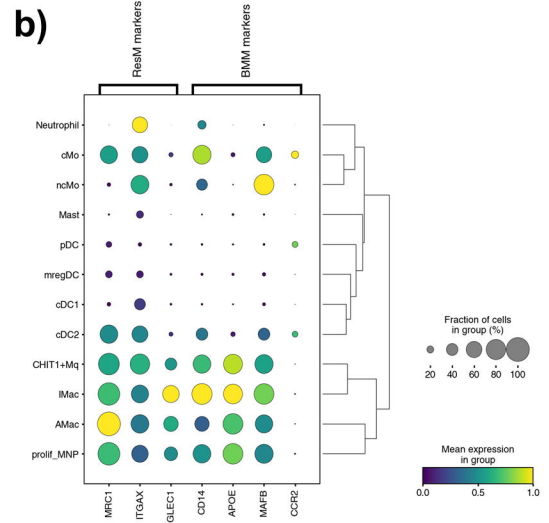 b)
ResM markers
BMM markers
Neutrophil
cMo
ncMo
Mast
pDC
mregDC
cDC1
cDC2
CHIT1+Mq
IMac
AMac
prolif_MNP
MRC1
ITGAX
GLEC1
CD14
APOE
MAFB
CCR2
Fraction of cells
in group (%)
20 40 60 80 100
Mean expression
in group
0.0 0.5 1.0